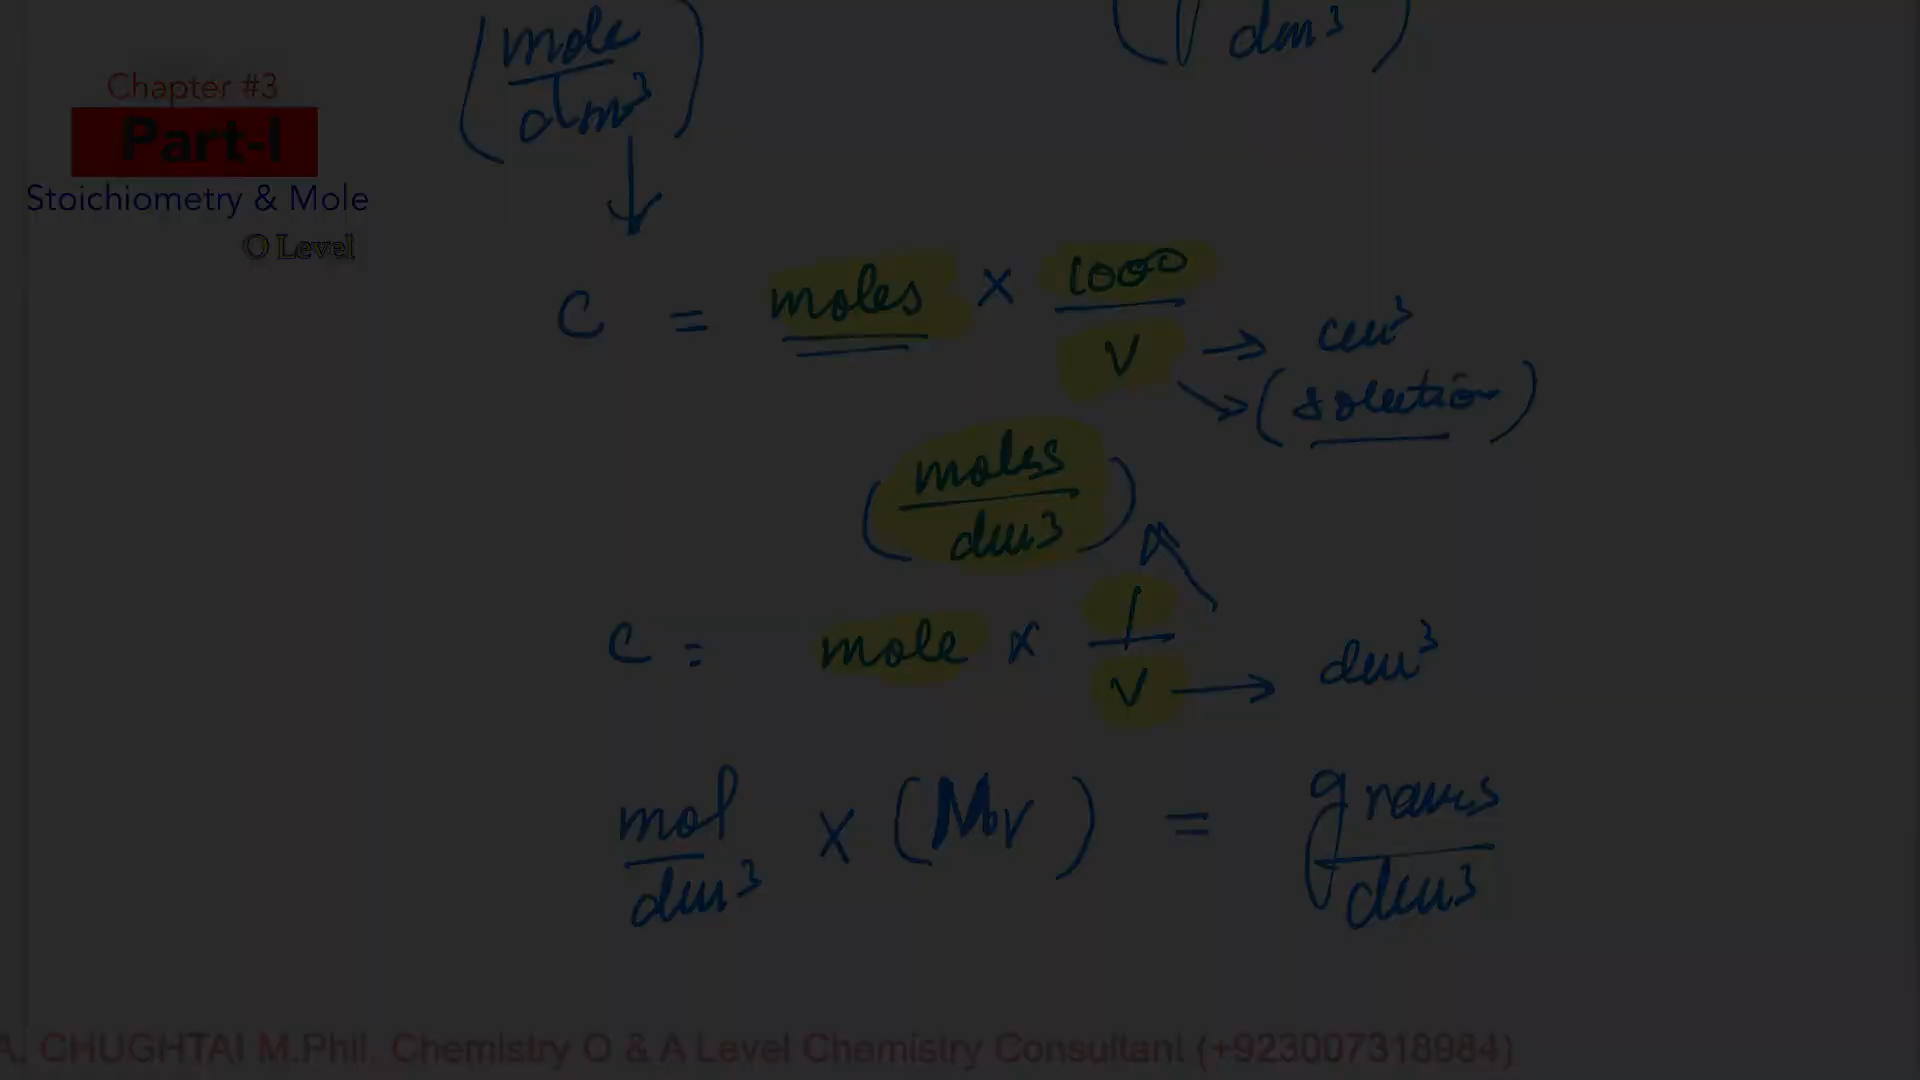 Chapter #3
Part-I
Stoichiometry & Mole
O Level
(mole/dm³)
dm³)
C = moles × 1000/V → cm³
→ (solution)
(moles/dm3)
C = mole × 1/V → dm³
mol/dm³ × (Mr) = grams/dm3
A. CHUGHTAI M.Phil. Chemistry O & A Level Chemistry Consultant (+923007318984)